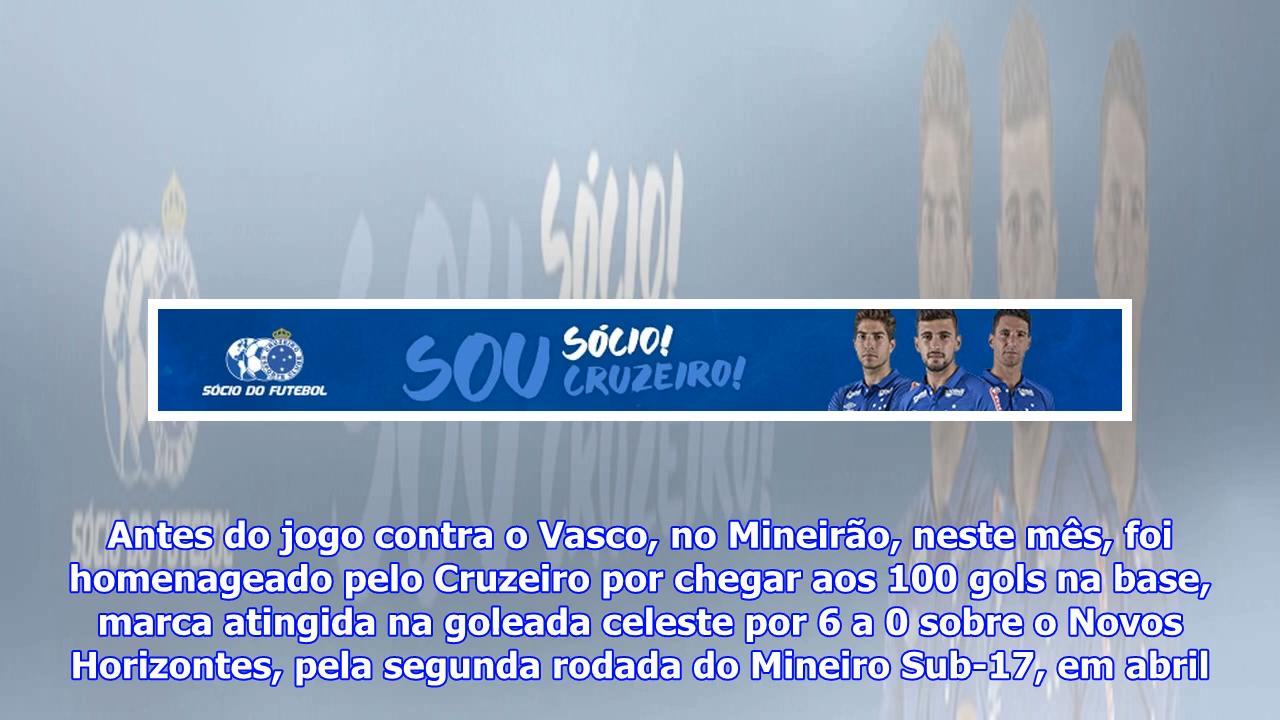 SOU
SÓCIO!
CRUZEIRO!
SÓCIO DO FUTEBOL
Antes do jogo contra o Vasco, no Mineirão, neste mês, foi
homenageado pelo Cruzeiro por chegar aos 100 gols na base,
marca atingida na goleada celeste por 6 a 0 sobre o Novos
Horizontes, pela segunda rodada do Mineiro Sub-17, em abril